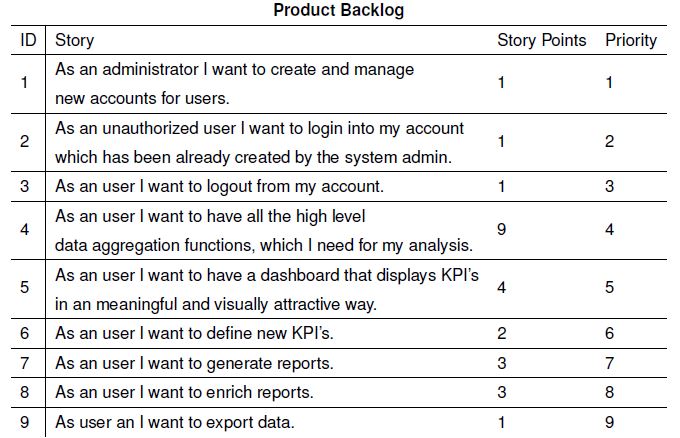 Product Backlog
ID Story Story Points Priority
1 As an administrator I want to create and manage
new accounts for users. 1 1
2 As an unauthorized user I want to login into my account
which has been already created by the system admin. 1 2
3 As an user I want to logout from my account. 1 3
4 As an user I want to have all the high level
data aggregation functions, which I need for my analysis. 9 4
5 As an user I want to have a dashboard that displays KPI's
in an meaningful and visually attractive way. 4 5
6 As an user I want to define new KPI's. 2 6
7 As an user I want to generate reports. 3 7
8 As an user I want to enrich reports. 3 8
9 As user an I want to export data. 1 9